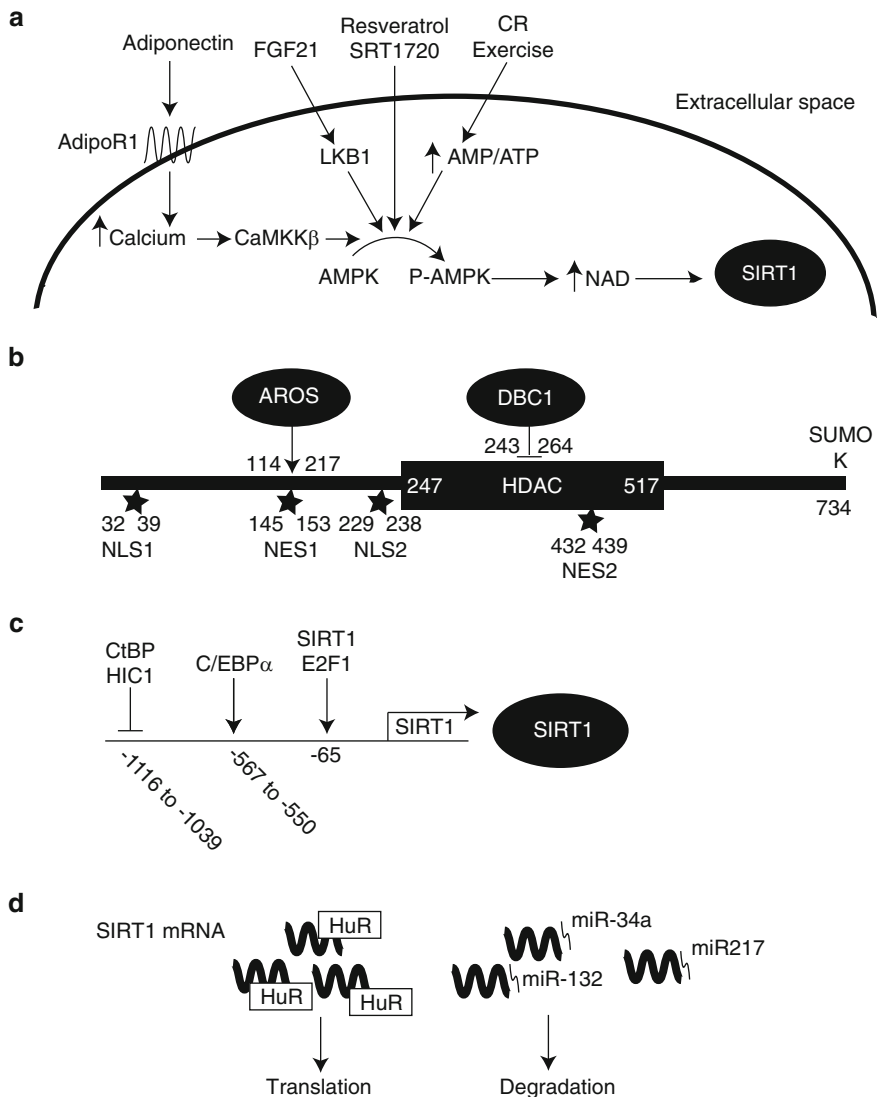 a
Adiponectin
FGF21
Resveratrol
SRT1720
CR
Exercise
Extracellular space
AdipoR1
LKB1
AMP/ATP
Calcium
CaMKKβ
AMPK
P-AMPK
NAD
SIRT1
b
AROS
DBC1
114 217
243 264
SUMO
K
247
HDAC
517
734
32 39
NLS1
145 153
NES1
229 238
NLS2
432 439
NES2
c
CtBP
HIC1
C/EBPα
SIRT1
E2F1
SIRT1
SIRT1
-1116 to -1039
-567 to -550
-65
d
SIRT1 mRNA
HuR
HuR
HuR
miR-34a
miR-132
miR217
Translation
Degradation